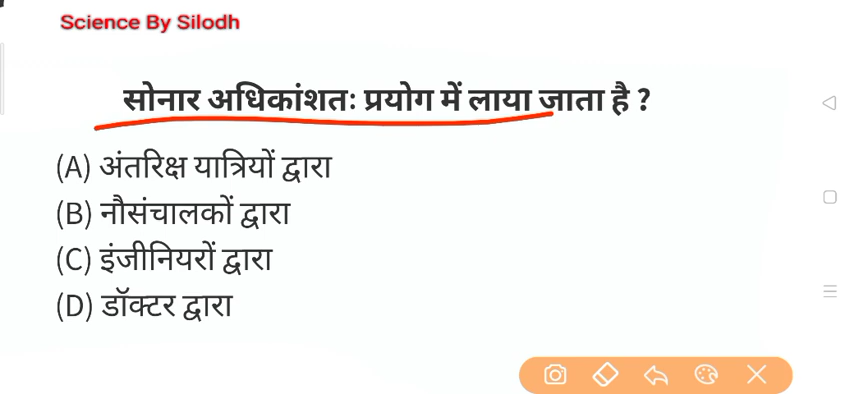 Science By Silodh
सोनार अधिकांशतः प्रयोग में लाया जाता है ?
(A) अंतरिक्ष यात्रियों द्वारा
(B) नौसंचालकों द्वारा
(C) इंजीनियरों द्वारा
(D) डॉक्टर द्वारा